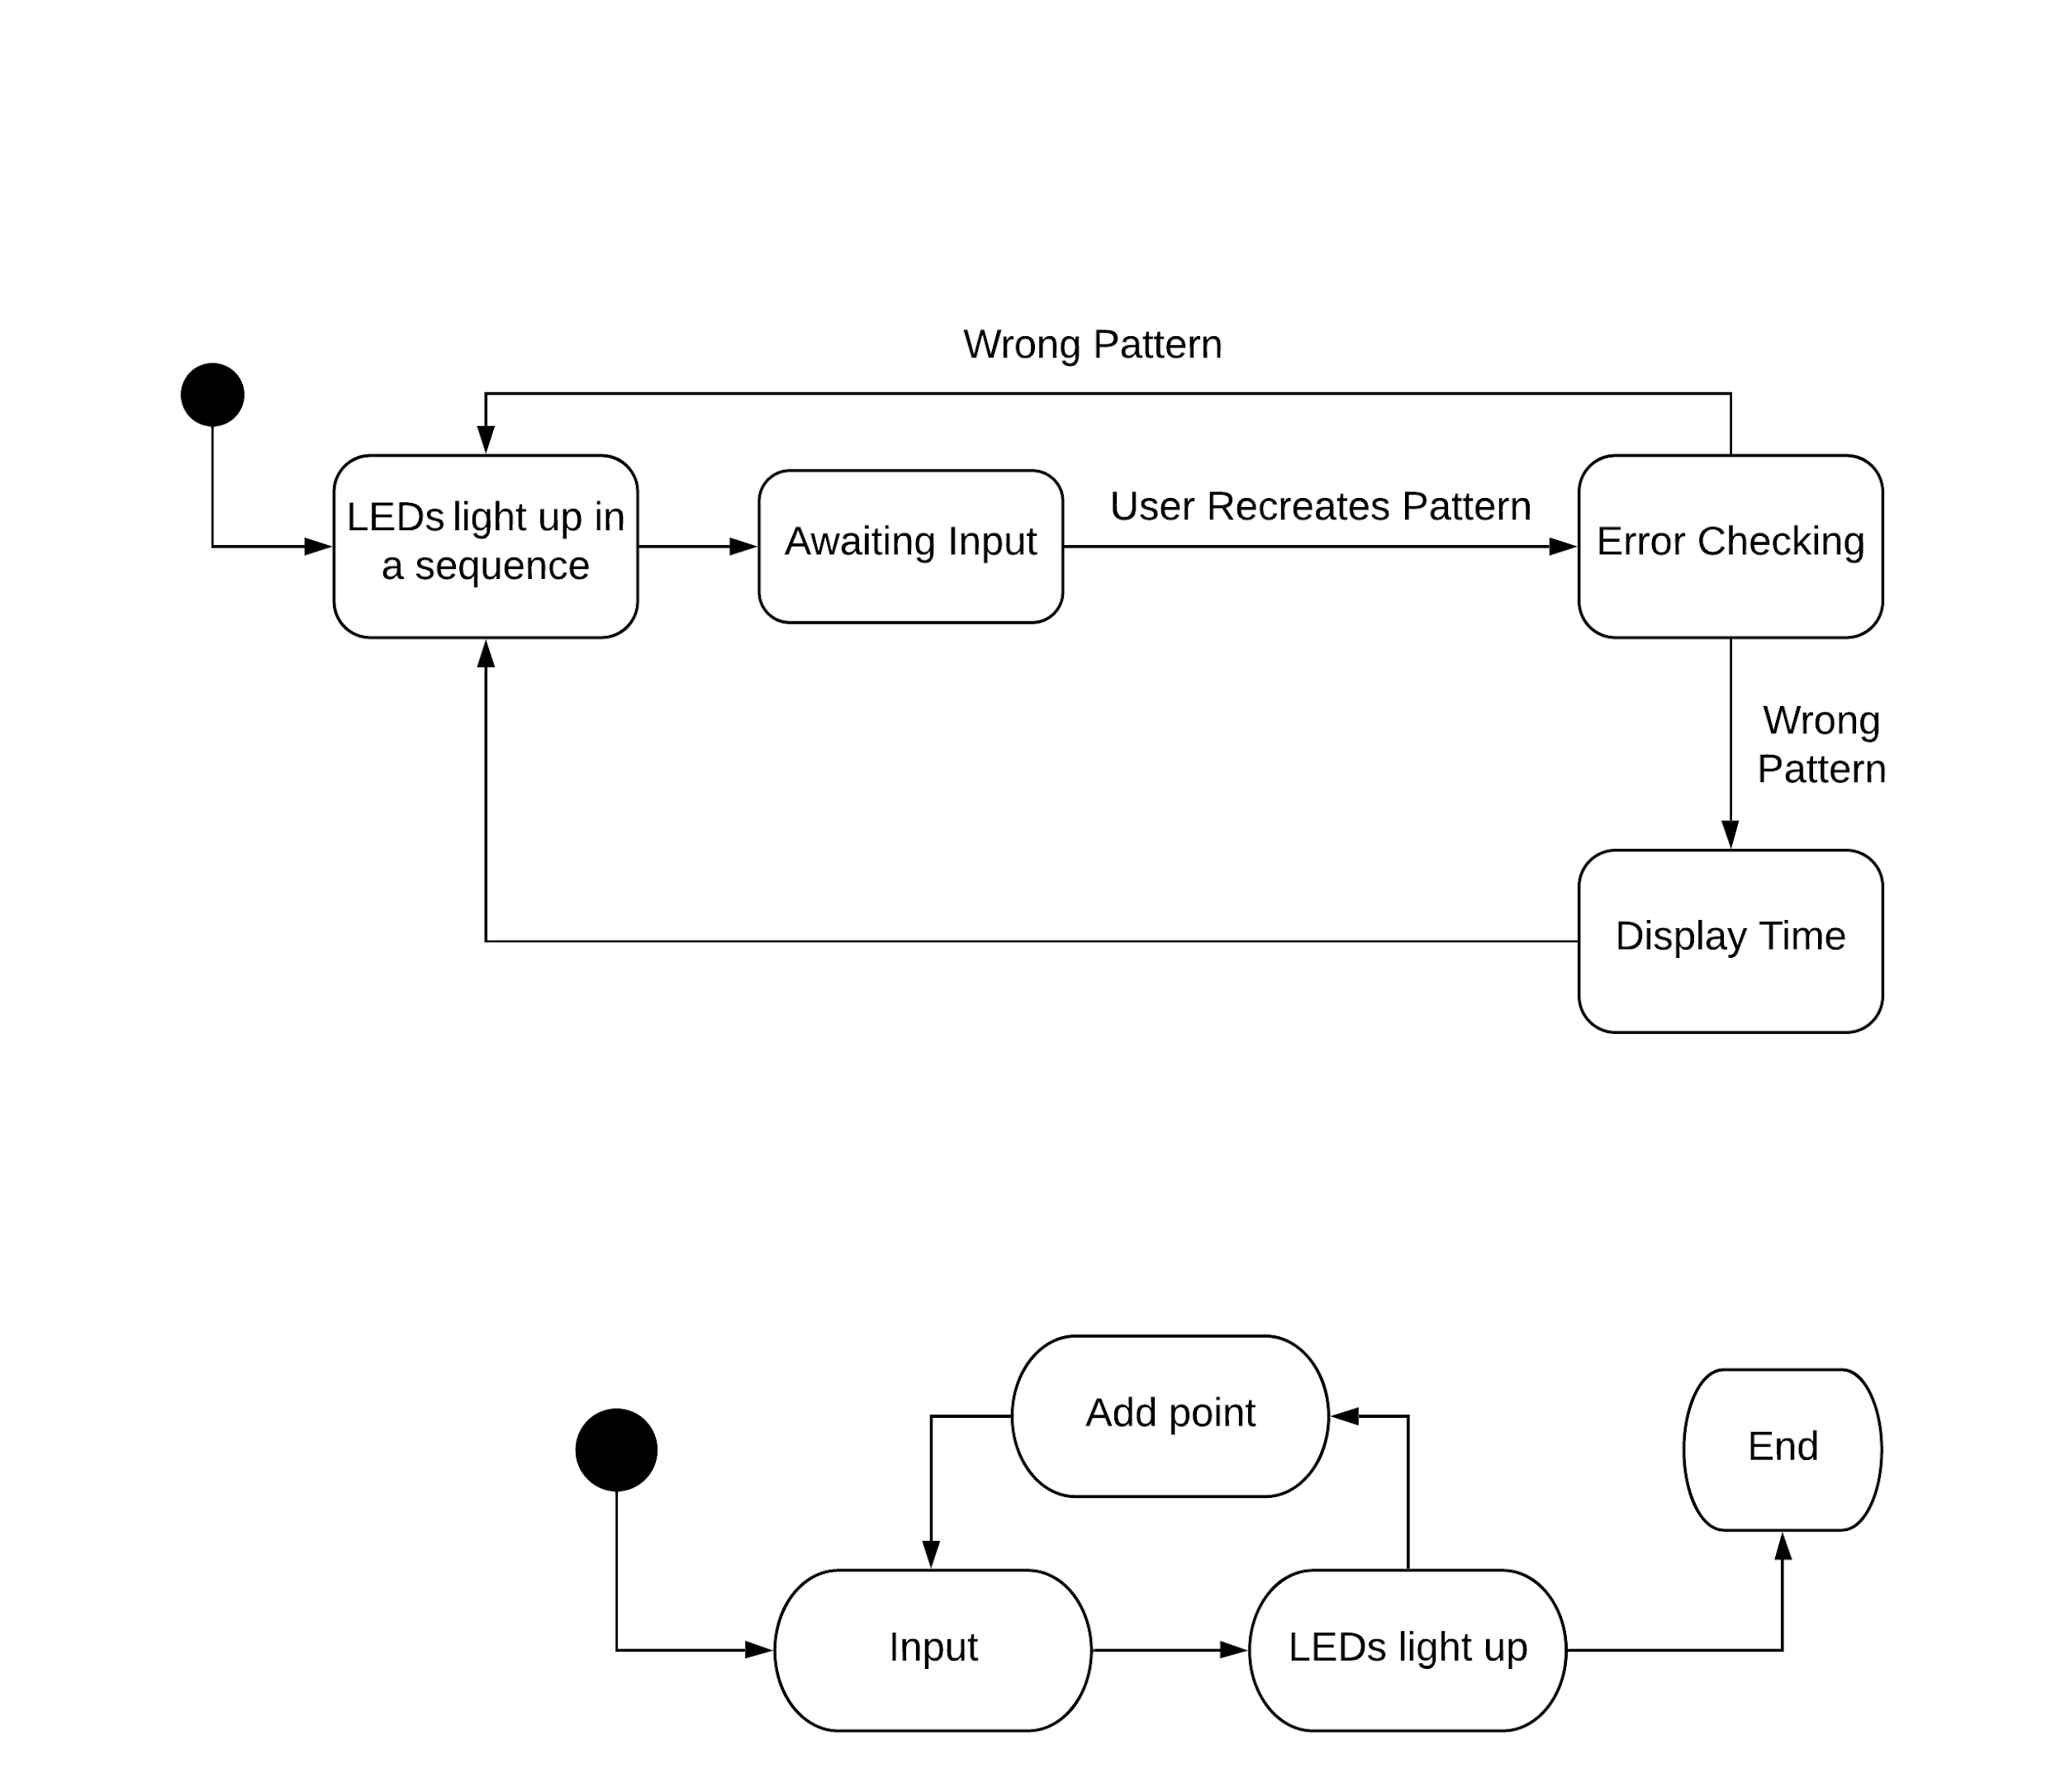 Wrong Pattern
LEDs light up in
a sequence
Awaiting Input
User Recreates Pattern
Error Checking
Wrong
Pattern
Display Time
Add point
End
Input
LEDs light up